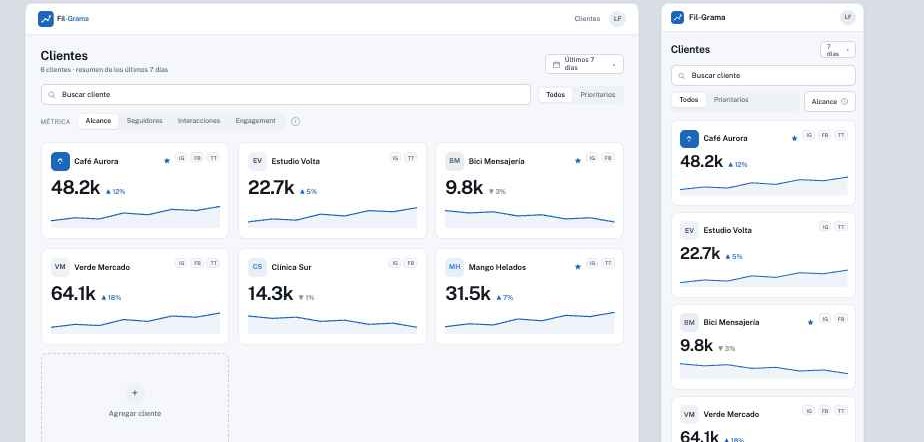 Fil-Grama
Clientes
LF
Clientes
6 clientes · resumen de los últimos 7 días
Últimos 7 días
Buscar cliente
Todos
Prioritarios
MÉTRICA
Alcance
Seguidores
Interacciones
Engagement
Café Aurora
IG FB TT
48.2k ▲ 12%
EV
Estudio Volta
IG TT
22.7k ▲ 5%
BM
Bici Mensajería
IG FB
9.8k ▼ 3%
VM
Verde Mercado
IG FB TT
64.1k ▲ 18%
CS
Clínica Sur
IG FB
14.3k ▼ 1%
MH
Mango Helados
IG TT
31.5k ▲ 7%
+
Agregar cliente
Fil-Grama
LF
Clientes
7 días
Buscar cliente
Todos
Prioritarios
Alcance
Café Aurora
IG FB TT
48.2k ▲ 12%
EV
Estudio Volta
IG TT
22.7k ▲ 5%
BM
Bici Mensajería
IG FB
9.8k ▼ 3%
VM
Verde Mercado
IG FB TT
64.1k ▲ 18%